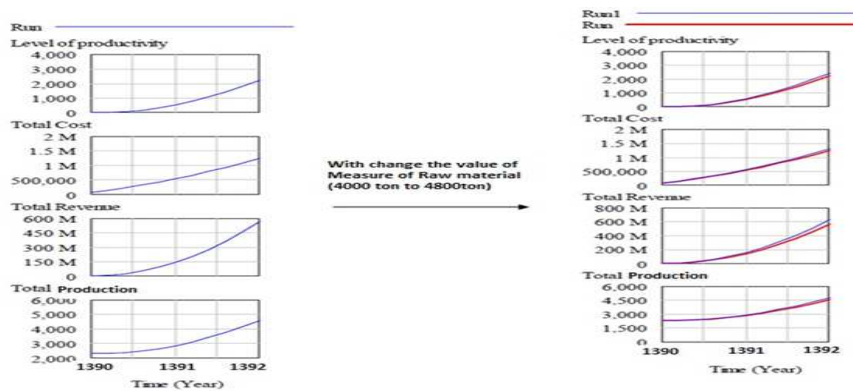 Run
Level of productivity
4,000
3,000
2,000
1,000
0
Total Cost
2 M
1.5 M
1 M
500,000
0
Total Revenue
600 M
450 M
300 M
150 M
0
Total Production
6,000
5,000
4,000
3,000
2,000
1390 1391 1392
Time (Year)
With change the value of
Measure of Raw material
(4000 ton to 4800ton)
Run1
Run
Level of productivity
4,000
3,000
2,000
1,000
0
Total Cost
2 M
1.5 M
1 M
500,000
0
Total Revenue
800 M
600 M
400 M
200 M
0
Total Production
6,000
4,500
3,000
1,500
0
1390 1391 1392
Time (Year)